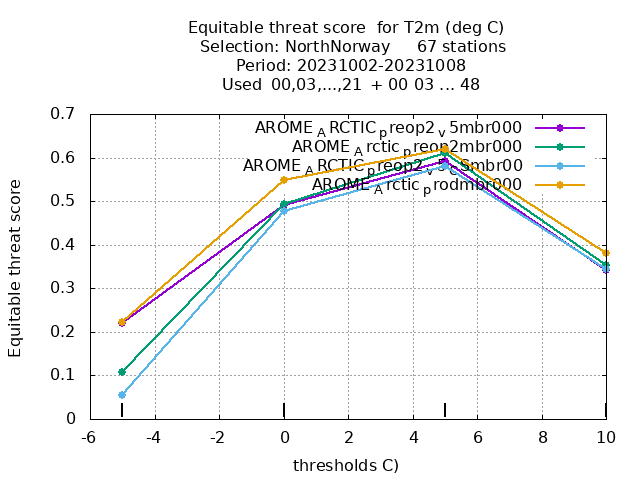 Equitable threat score for T2m (deg C)
Selection: NorthNorway 67 stations
Period: 20231002-20231008
Used 00,03,...,21 + 00 03 ... 48
Equitable threat score
0.7
0.6
0.5
0.4
0.3
0.2
0.1
0
AROME_ARCTIC_preop2_v5mbr000
AROME_Arctic_preop2mbr000
AROME_ARCTIC_preop2_v
mbr00
AROME_Arctic_prodmbr000
-6 -4 -2 0 2 4 6 8 10
thresholds C)